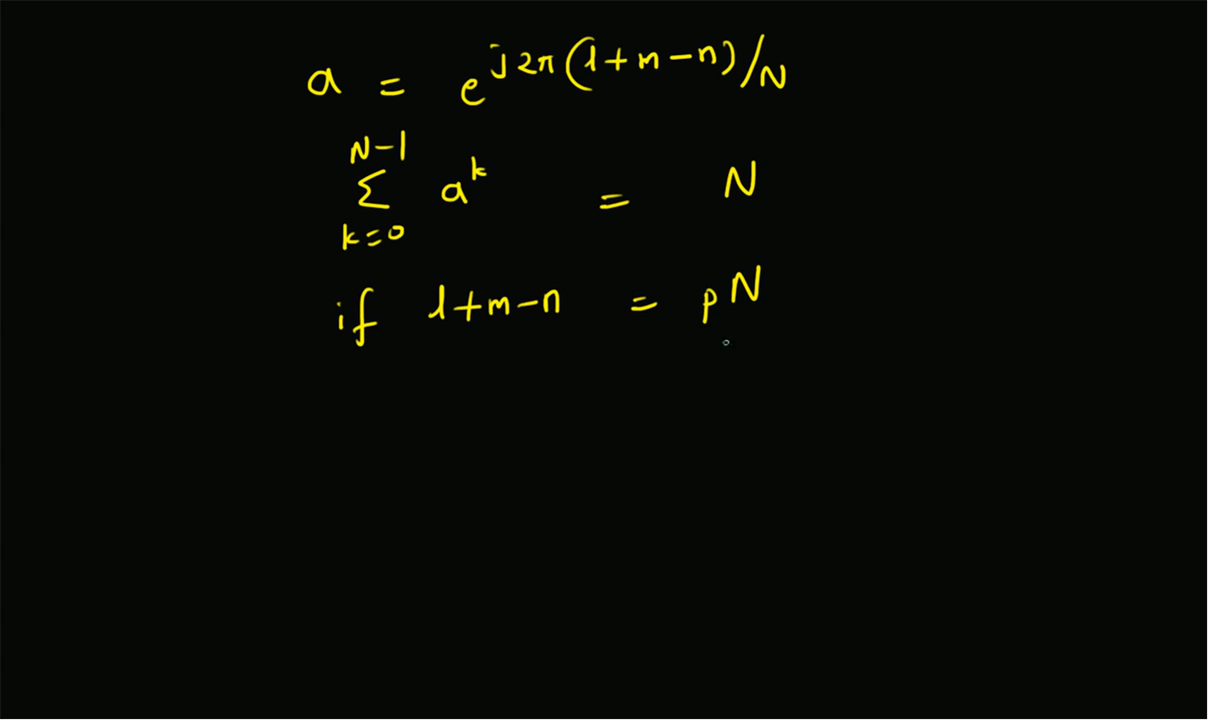 a = e^{j2π(l+m-n)/N}
N-1
Σ a^k = N
k=0
if l+m-n = pN